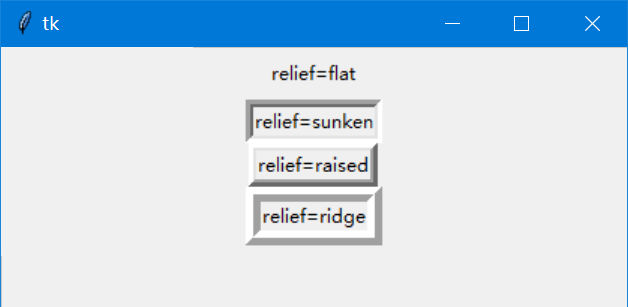 tk
relief=flat
relief=sunken
relief=raised
relief=ridge